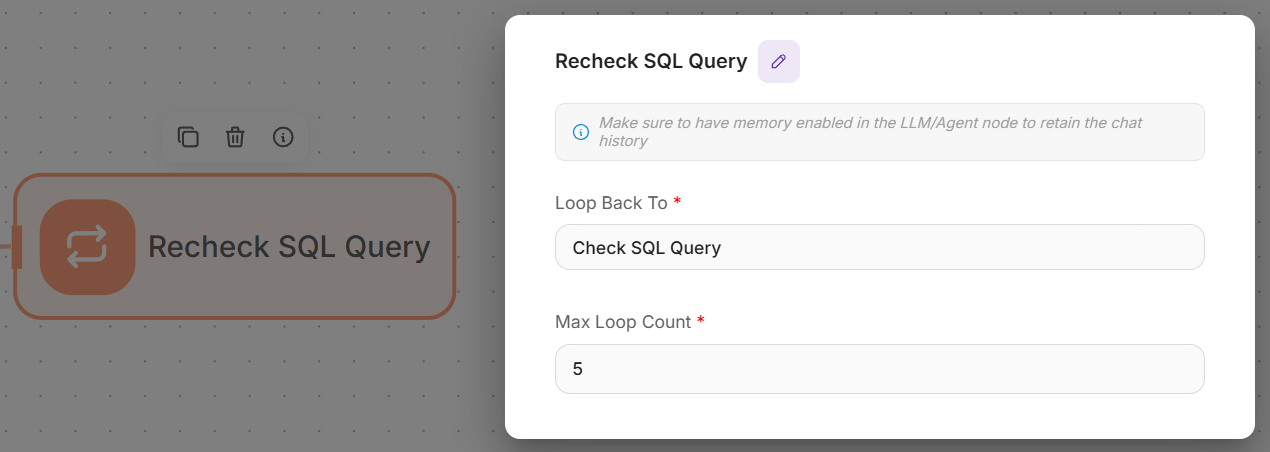 Recheck SQL Query
Recheck SQL Query
Make sure to have memory enabled in the LLM/Agent node to retain the chat
history
Loop Back To *
Check SQL Query
Max Loop Count *
5